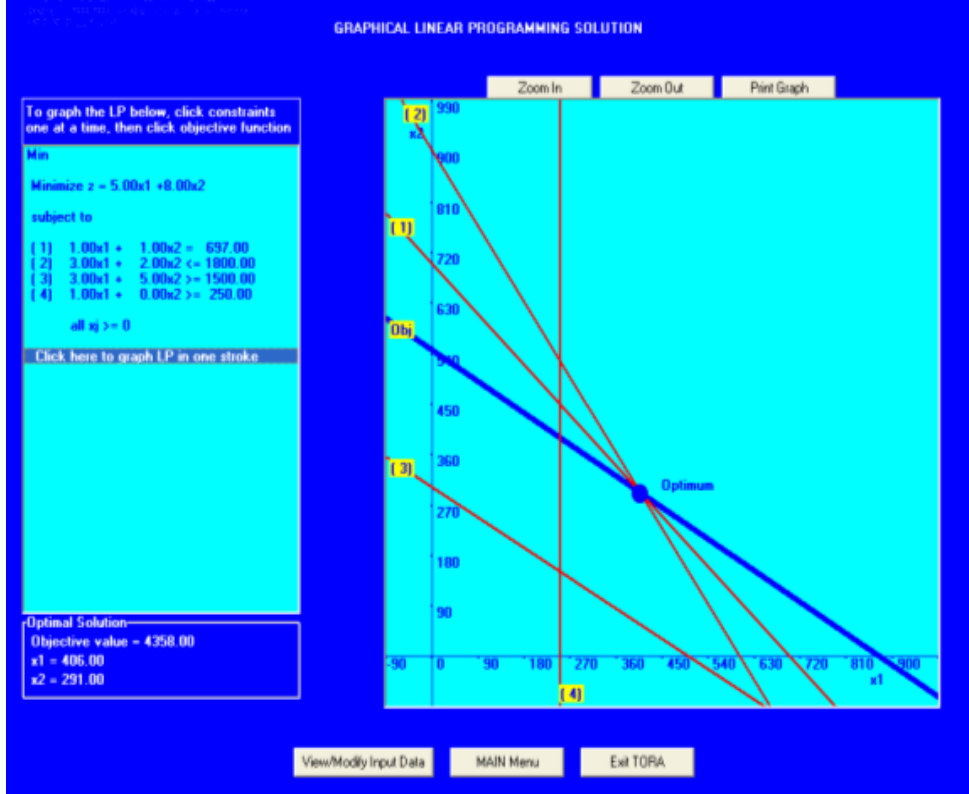 GRAPHICAL LINEAR PROGRAMMING SOLUTION
Zoom In Zoom Out Print Graph
To graph the LP below, click constraints
one at a time, then click objective function
Min
Minimize z = 5.00x1 +8.00x2
subject to
( 1) 1.00x1 + 1.00x2 = 697.00
( 2) 3.00x1 + 2.00x2 <= 1800.00
( 3) 3.00x1 + 5.00x2 >= 1500.00
( 4) 1.00x1 + 0.00x2 >= 250.00
all xj >= 0
Click here to graph LP in one stroke
Optimal Solution
Objective value = 4358.00
x1 = 406.00
x2 = 291.00
( 2) 990
x2
900
810
( 1)
720
630
Obj
540
450
( 3) 360
Optimum
270
180
90
-90 0 90 180 270 360 450 540 630 720 810 900
x1
( 4)
View/Modify Input Data MAIN Menu Exit TORA